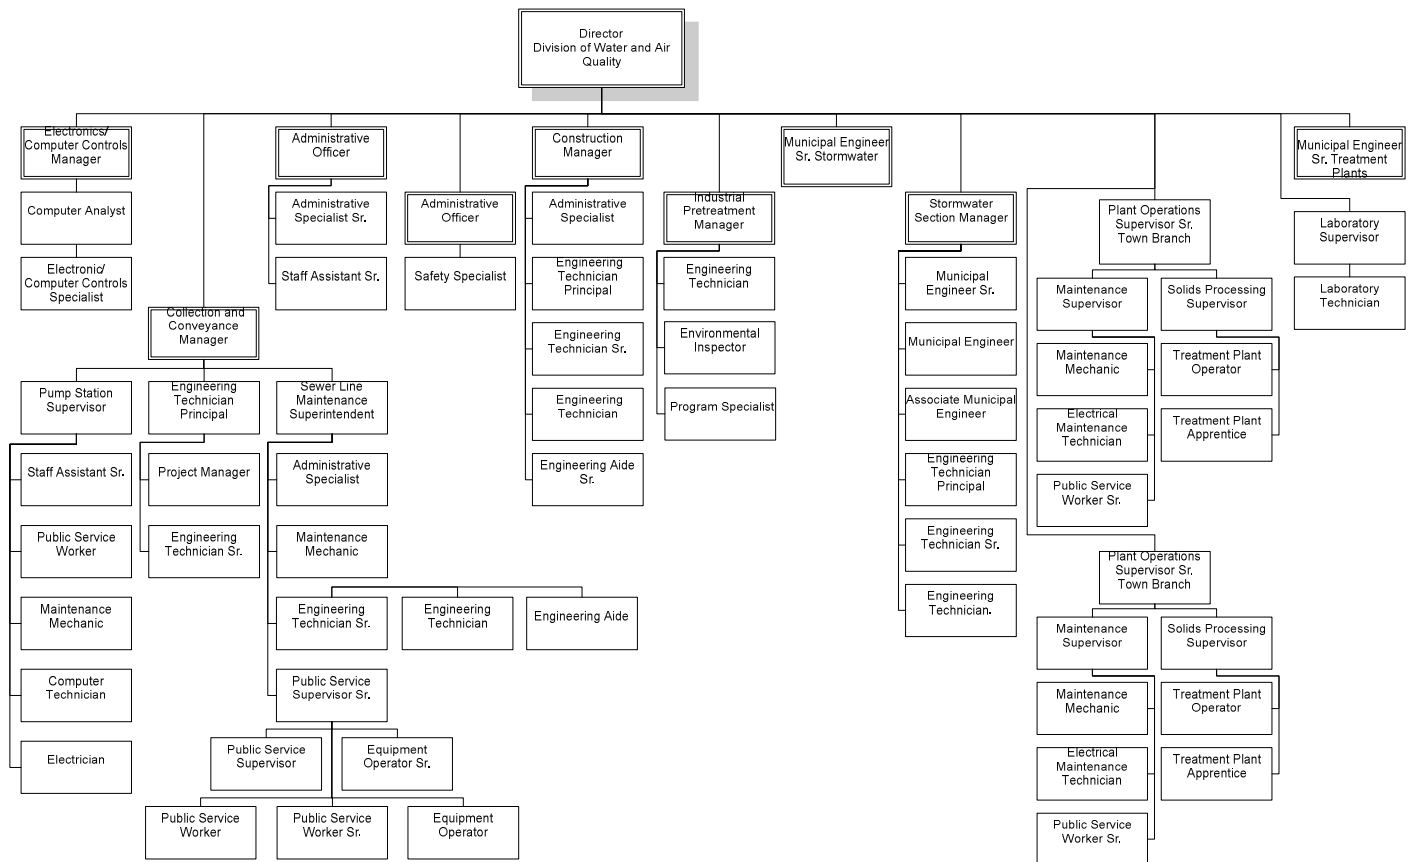 Director
Division of Water and Air
Quality
Electronics/
Computer Controls
Manager
Computer Analyst
Electronic/
Computer Controls
Specialist
Collection and
Conveyance
Manager
Pump Station
Supervisor
Staff Assistant Sr.
Public Service
Worker
Maintenance
Mechanic
Computer
Technician
Electrician
Engineering
Technician
Principal
Project Manager
Engineering
Technician Sr.
Sewer Line
Maintenance
Superintendent
Administrative
Specialist
Maintenance
Mechanic
Engineering
Technician Sr.
Engineering
Technician
Engineering Aide
Public Service
Supervisor Sr.
Public Service
Supervisor
Equipment
Operator Sr.
Public Service
Worker
Public Service
Worker Sr.
Equipment
Operator
Administrative
Officer
Administrative
Specialist Sr.
Staff Assistant Sr.
Administrative
Officer
Safety Specialist
Construction
Manager
Administrative
Specialist
Engineering
Technician
Principal
Engineering
Technician Sr.
Engineering
Technician
Engineering Aide
Sr.
Industrial
Pretreatment
Manager
Engineering
Technician
Environmental
Inspector
Program Specialist
Municipal Engineer
Sr. Stormwater
Stormwater
Section Manager
Municipal
Engineer Sr.
Municipal Engineer
Associate Municipal
Engineer
Engineering
Technician
Principal
Engineering
Technician Sr.
Engineering
Technician.
Plant Operations
Supervisor Sr.
Town Branch
Maintenance
Supervisor
Maintenance
Mechanic
Electrical
Maintenance
Technician
Public Service
Worker Sr.
Solids Processing
Supervisor
Treatment Plant
Operator
Treatment Plant
Apprentice
Plant Operations
Supervisor Sr.
Town Branch
Maintenance
Supervisor
Maintenance
Mechanic
Electrical
Maintenance
Technician
Public Service
Worker Sr.
Solids Processing
Supervisor
Treatment Plant
Operator
Treatment Plant
Apprentice
Laboratory
Supervisor
Laboratory
Technician
Municipal Engineer
Sr. Treatment
Plants